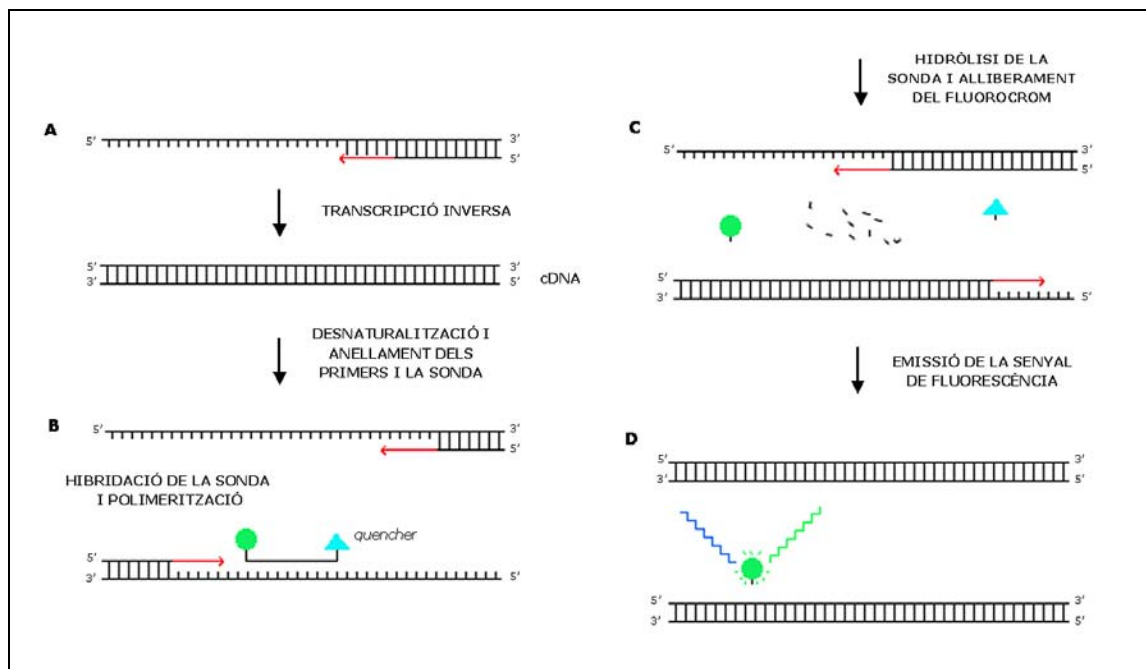 A
5' 3'
5'
TRANSCRIPCIÓ INVERSA
5' 3'
3' 5' cDNA
DESNATURALITZACIÓ I
ANELLAMENT DELS
PRIMERS I LA SONDA
B
5' 3'
5'
HIBRIDACIÓ DE LA SONDA
I POLIMERITZACIÓ
quencher
5'
3' 5'
HIDRÒLISI DE LA
SONDA I ALLIBERAMENT
DEL FLUOROCROM
C
5' 3'
5'
5' 3'
3' 5'
EMISSIÓ DE LA SENYAL
DE FLUORESCÈNCIA
D
5' 3'
3' 5'
5' 3'
3' 5'